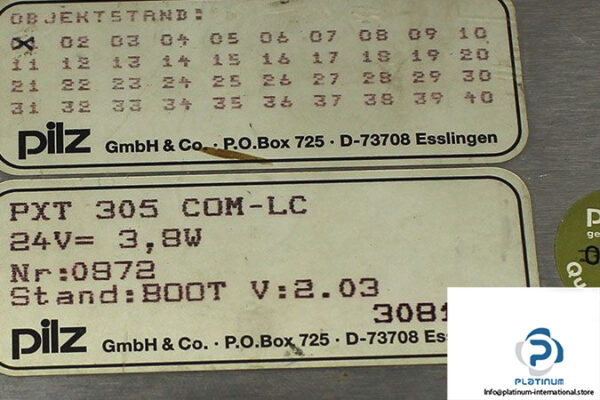 OBJEKTSTAND:
02 03 04 05 06 07 08 09 10
11 12 13 14 15 16 17 18 19 20
21 22 23 24 25 26 27 28 29 30
31 32 33 34 35 36 37 38 39 40
pilz GmbH & Co. · P.O.Box 725 · D-73708 Esslingen
PXT 305 COM-LC
24V= 3,8W
Nr:0872
Stand:BOOT V:2.03
pilz GmbH & Co. · P.O.Box 725 · D-73708
PLATINUM
Info@platinum-international.store